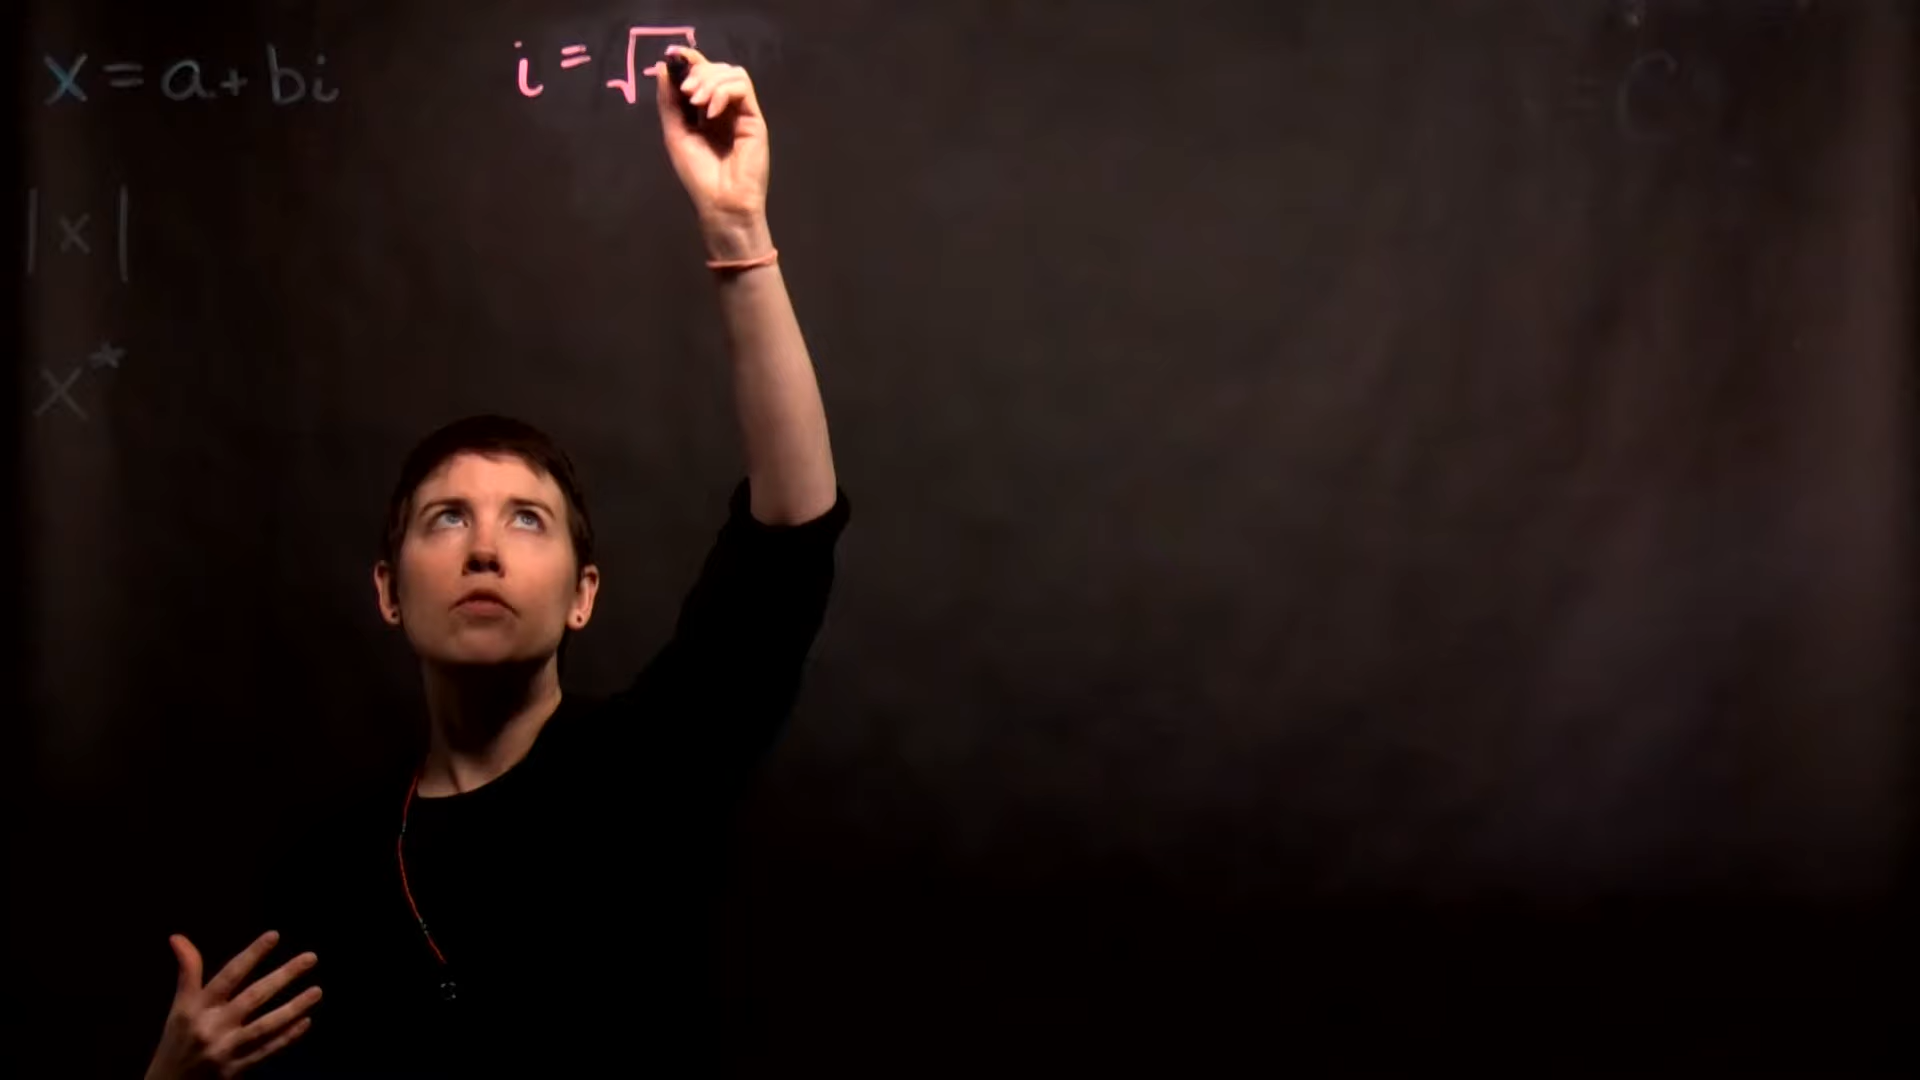 x = a + bi
i = √-
|x|
x*